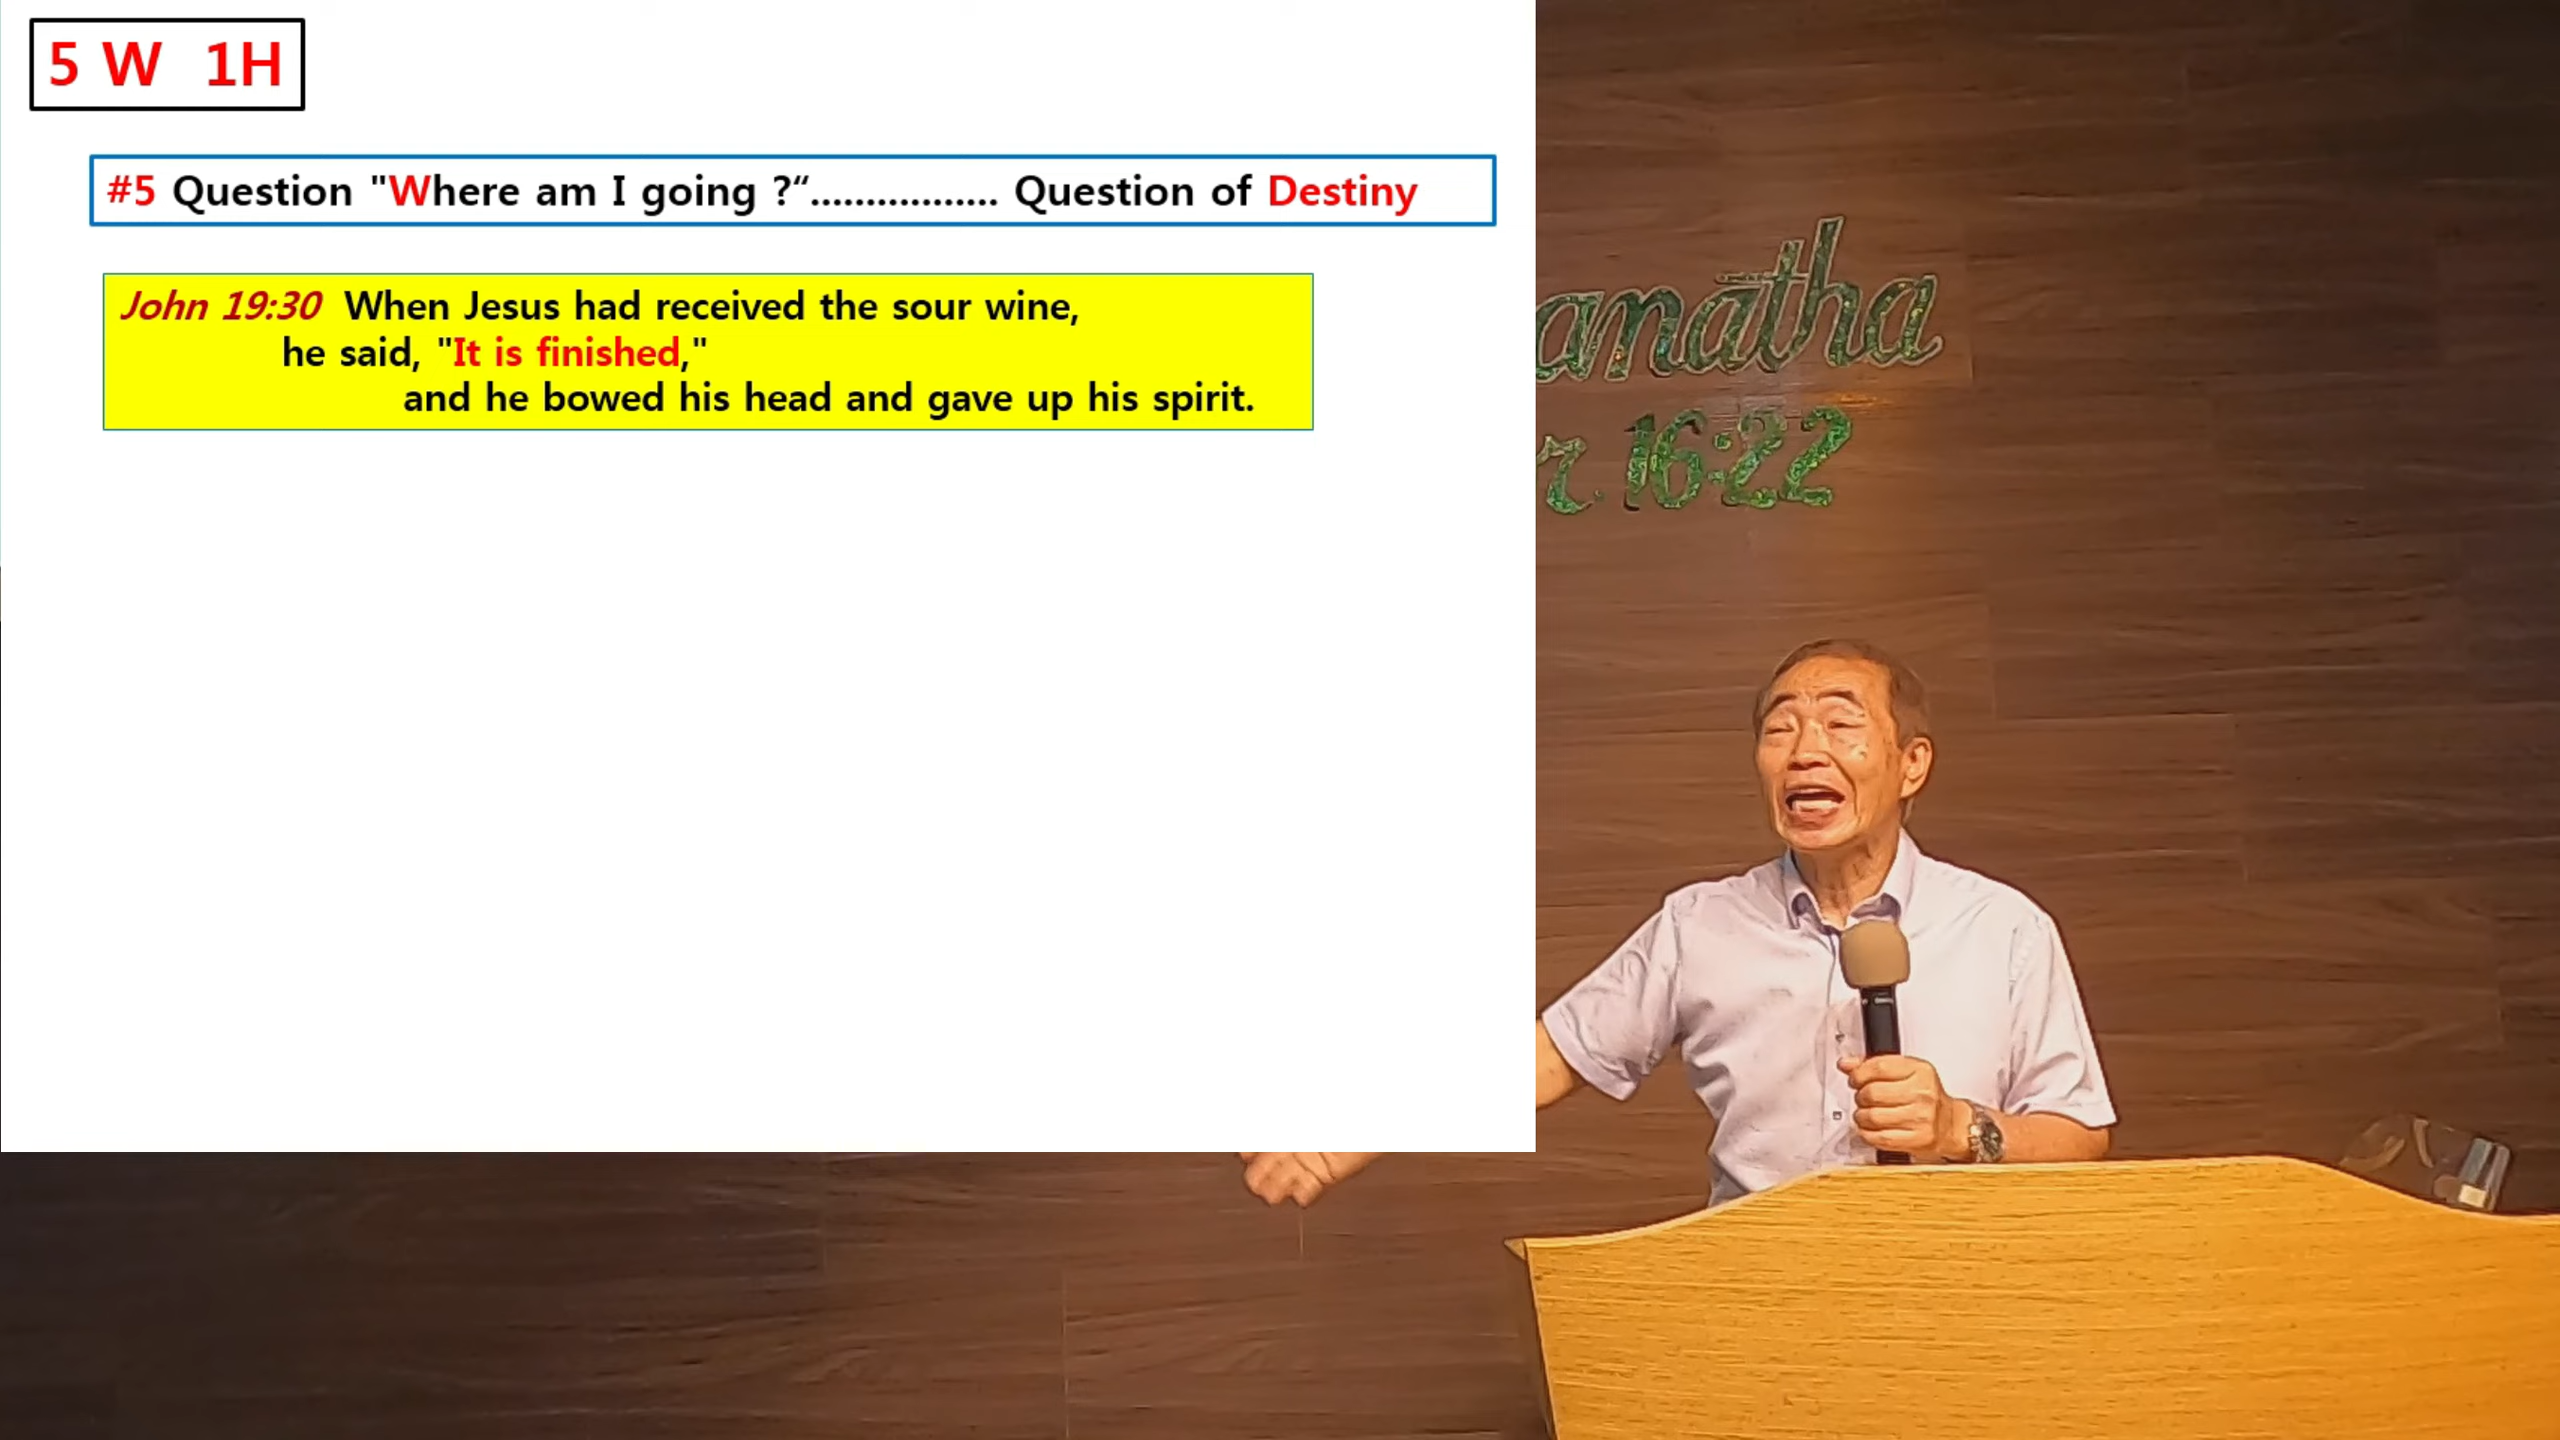 5 W 1H
#5 Question "Where am I going ?“................. Question of Destiny
John 19:30 When Jesus had received the sour wine,
he said, "It is finished,"
and he bowed his head and gave up his spirit.
anatha
r. 16:22